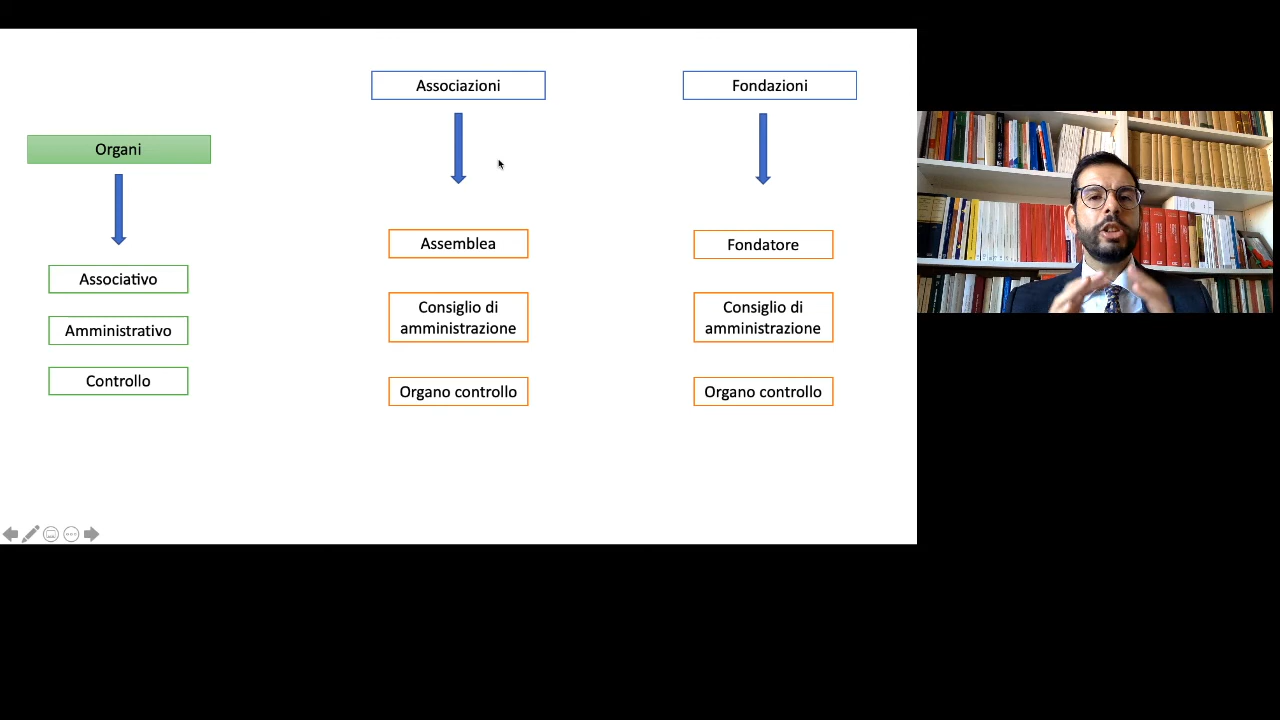 Associazioni
Fondazioni
Organi
Assemblea
Fondatore
Associativo
Consiglio di
amministrazione
Consiglio di
amministrazione
Amministrativo
Controllo
Organo controllo
Organo controllo